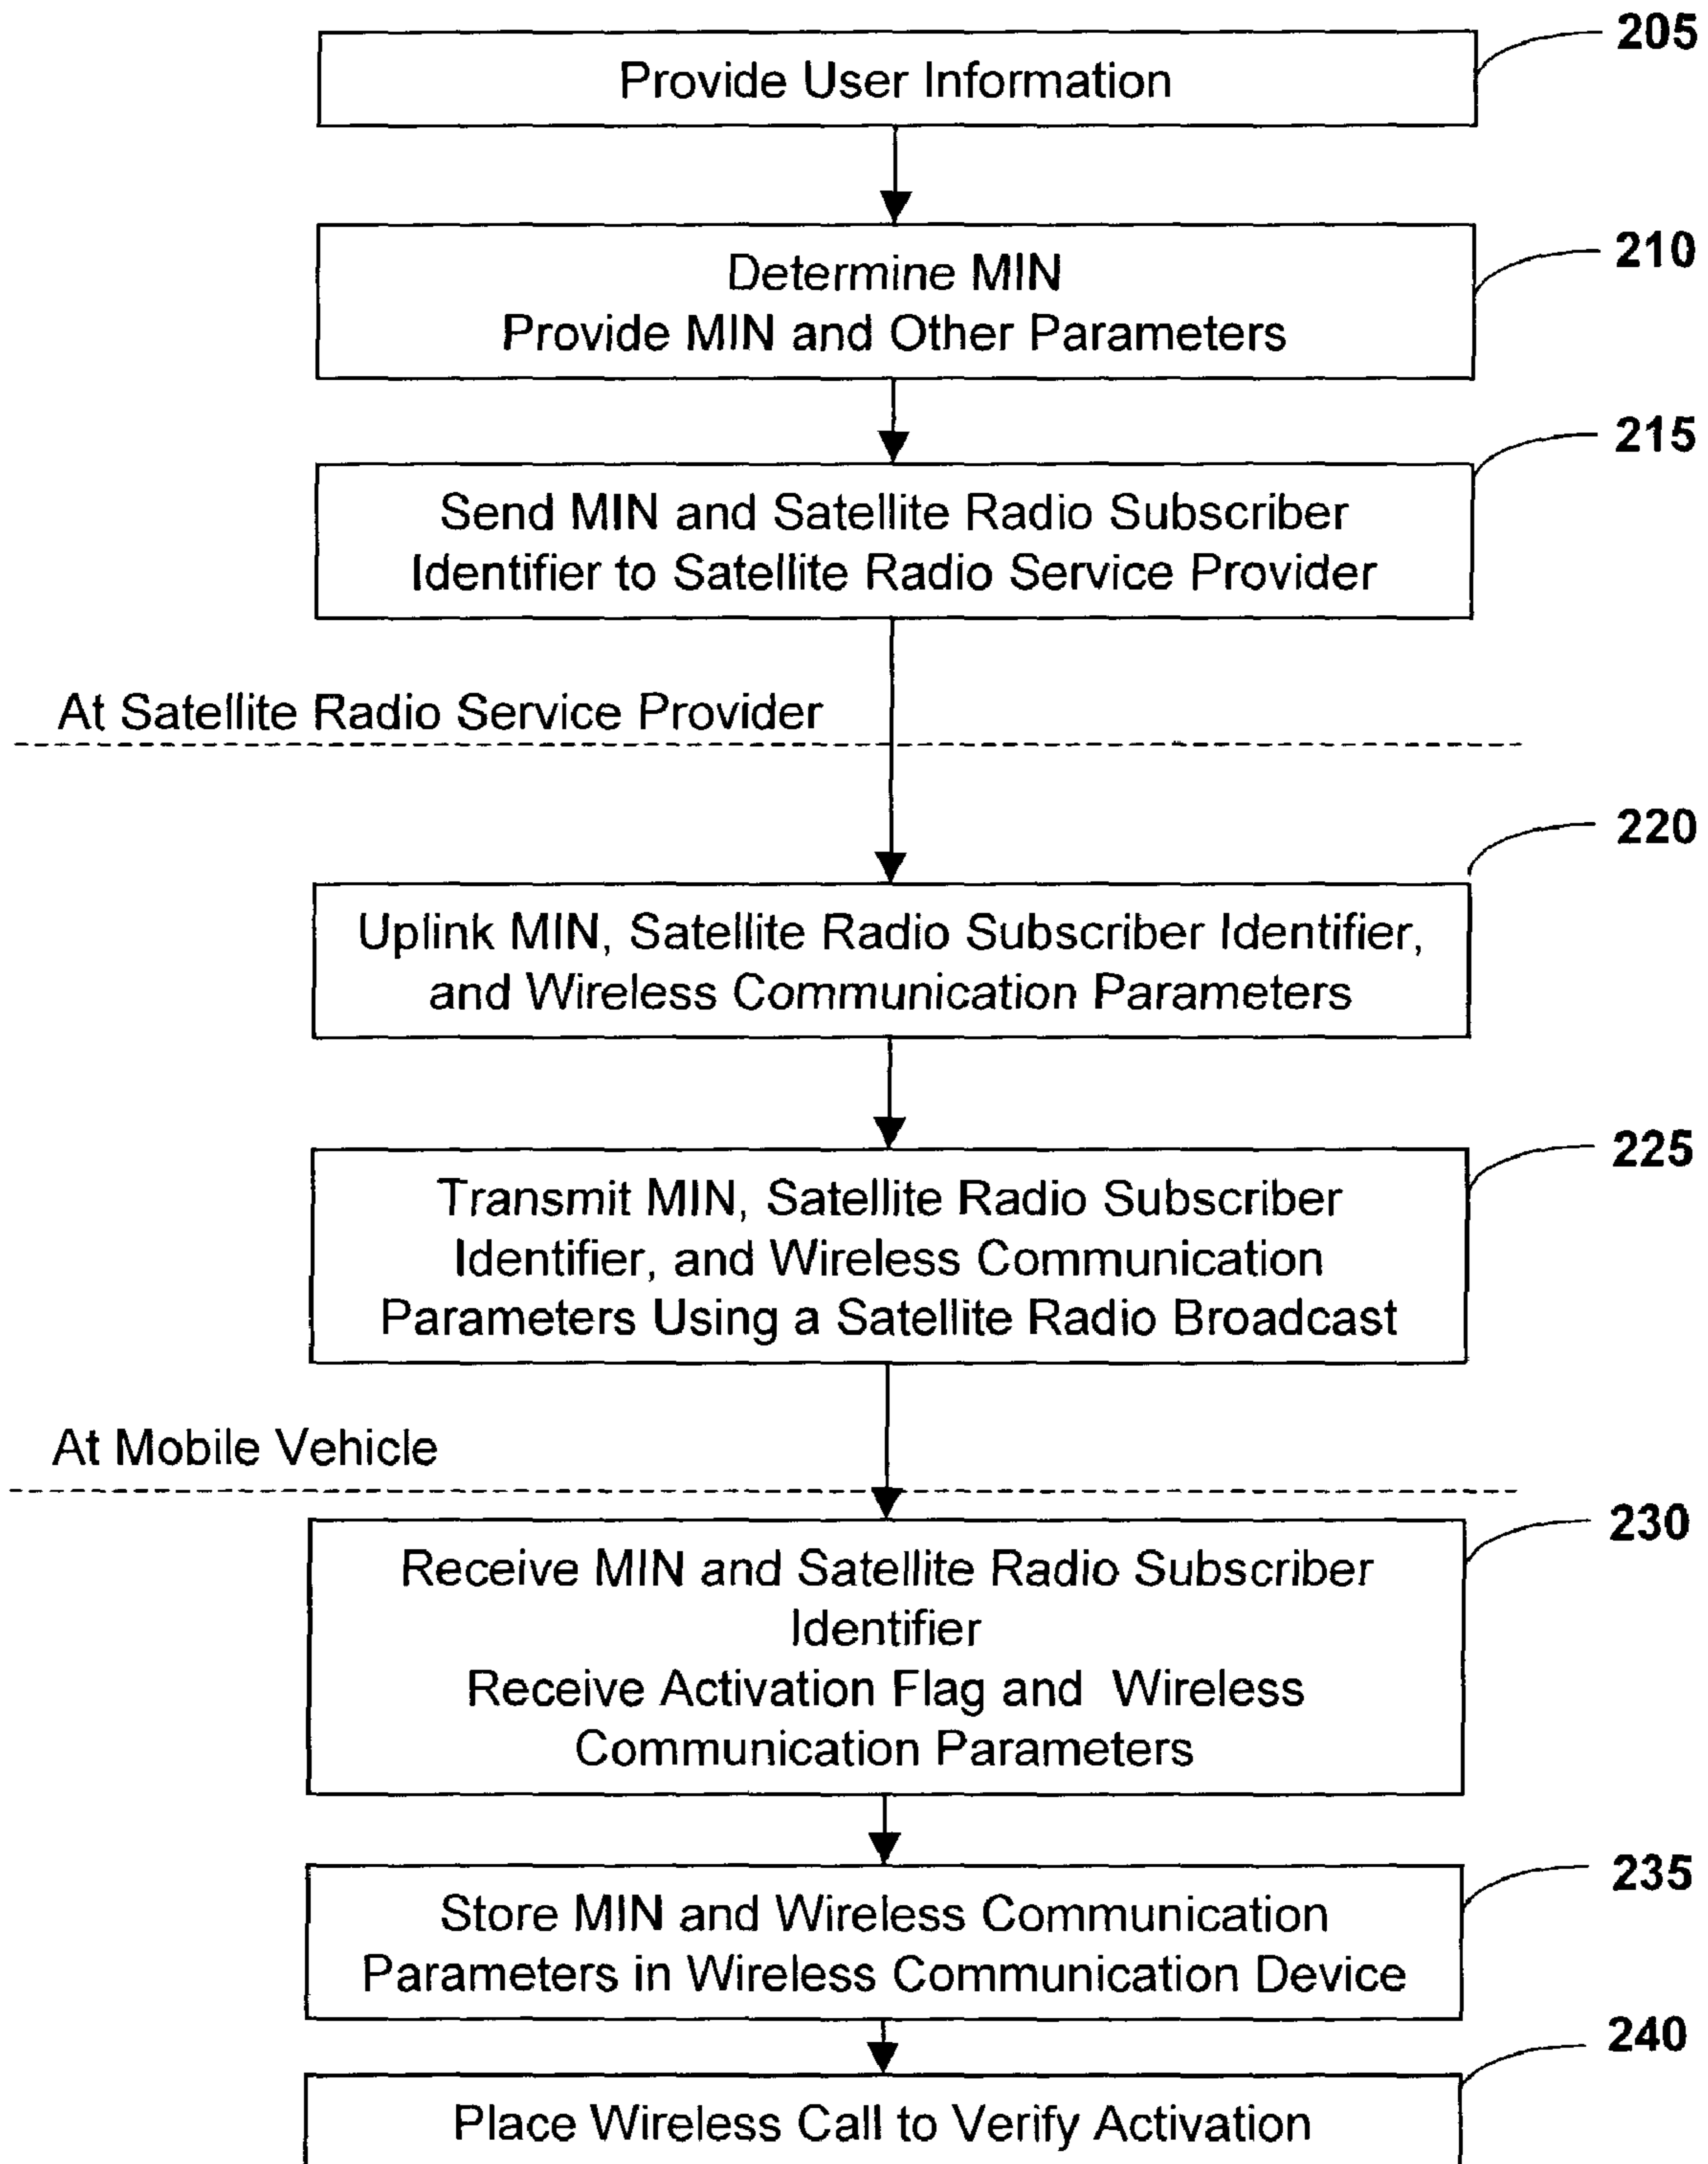 205
Provide User Information
210
Determine MIN
Provide MIN and Other Parameters
215
Send MIN and Satellite Radio Subscriber
Identifier to Satellite Radio Service Provider
At Satellite Radio Service Provider
220
Uplink MIN, Satellite Radio Subscriber Identifier,
and Wireless Communication Parameters
225
Transmit MIN, Satellite Radio Subscriber
Identifier, and Wireless Communication
Parameters Using a Satellite Radio Broadcast
At Mobile Vehicle
230
Receive MIN and Satellite Radio Subscriber
Identifier
Receive Activation Flag and Wireless
Communication Parameters
235
Store MIN and Wireless Communication
Parameters in Wireless Communication Device
240
Place Wireless Call to Verify Activation